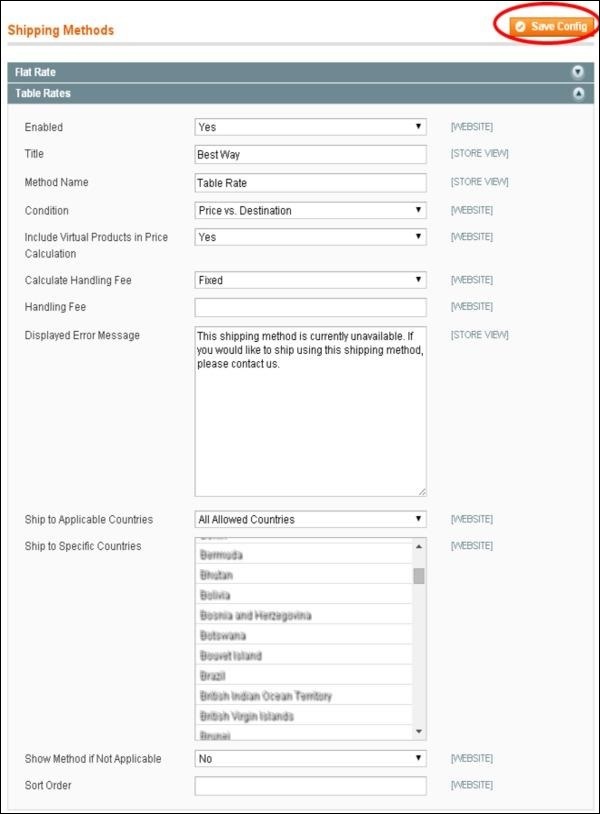 Shipping Methods
Save Config
Flat Rate
Table Rates
Enabled
Yes
[WEBSITE]
Title
Best Way
[STORE VIEW]
Method Name
Table Rate
[STORE VIEW]
Condition
Price vs. Destination
[WEBSITE]
Include Virtual Products in Price
Calculation
Yes
[WEBSITE]
Calculate Handling Fee
Fixed
[WEBSITE]
Handling Fee
[WEBSITE]
Displayed Error Message
This shipping method is currently unavailable. If
you would like to ship using this shipping method,
please contact us.
[STORE VIEW]
Ship to Applicable Countries
All Allowed Countries
[WEBSITE]
Ship to Specific Countries
[WEBSITE]
Bermuda
Bhutan
Bolivia
Bosnia and Herzegovina
Botswana
Bouvet Island
Brazil
British Indian Ocean Territory
British Virgin Islands
Brunei
Show Method if Not Applicable
No
[WEBSITE]
Sort Order
[WEBSITE]